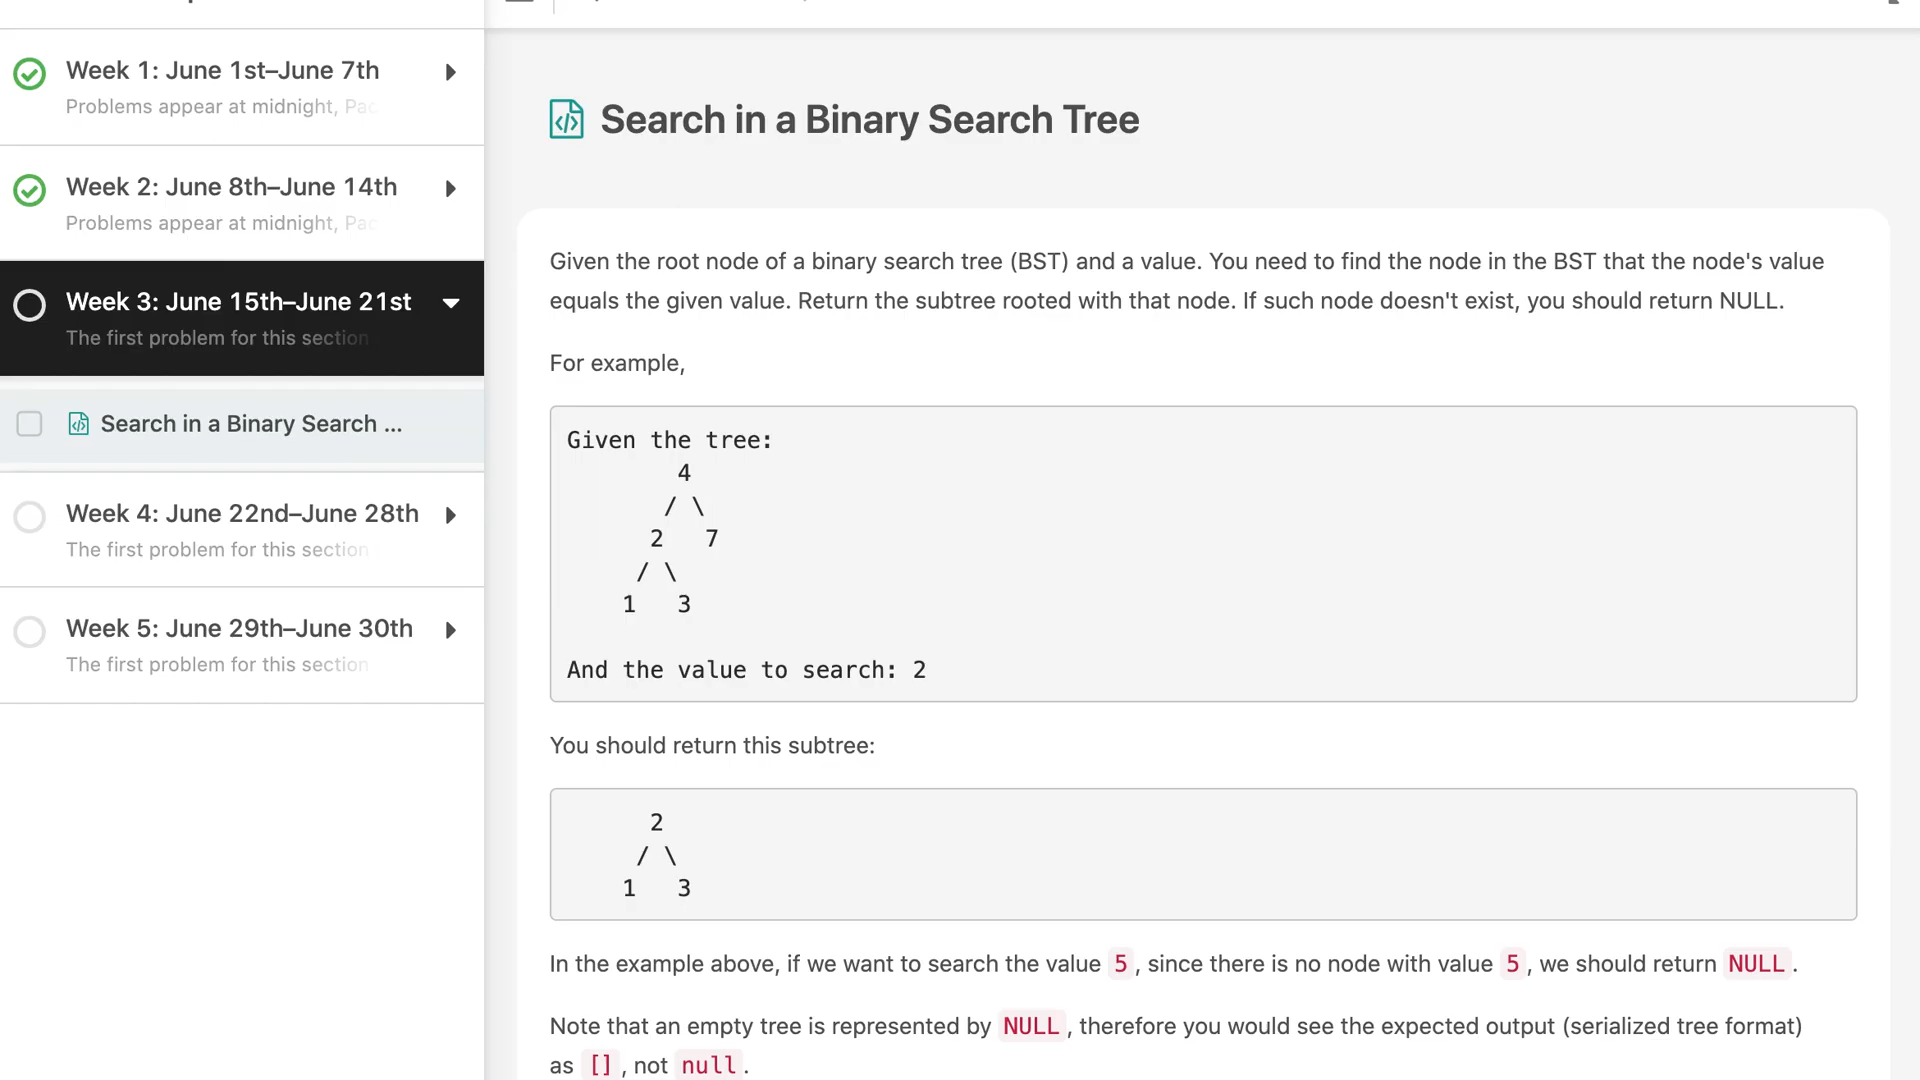 Week 1: June 1st–June 7th
Problems appear at midnight, Pac
Week 2: June 8th–June 14th
Problems appear at midnight, Pac
Week 3: June 15th–June 21st
The first problem for this section
Search in a Binary Search ...
Week 4: June 22nd–June 28th
The first problem for this section
Week 5: June 29th–June 30th
The first problem for this section
Search in a Binary Search Tree
Given the root node of a binary search tree (BST) and a value. You need to find the node in the BST that the node's value
equals the given value. Return the subtree rooted with that node. If such node doesn't exist, you should return NULL.
For example,
Given the tree:
4
/ \
2 7
/ \
1 3
And the value to search: 2
You should return this subtree:
2
/ \
1 3
In the example above, if we want to search the value 5, since there is no node with value 5, we should return NULL.
Note that an empty tree is represented by NULL, therefore you would see the expected output (serialized tree format)
as [], not null.